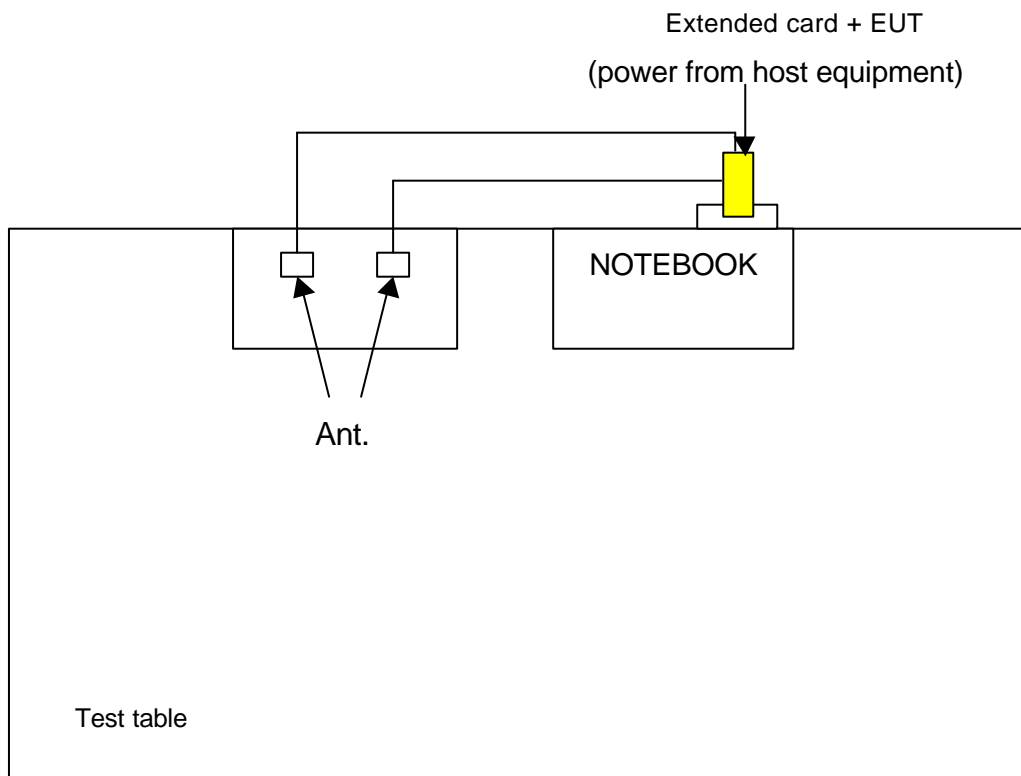 Extended card + EUT
(power from host equipment)
NOTEBOOK
Ant.
Test table